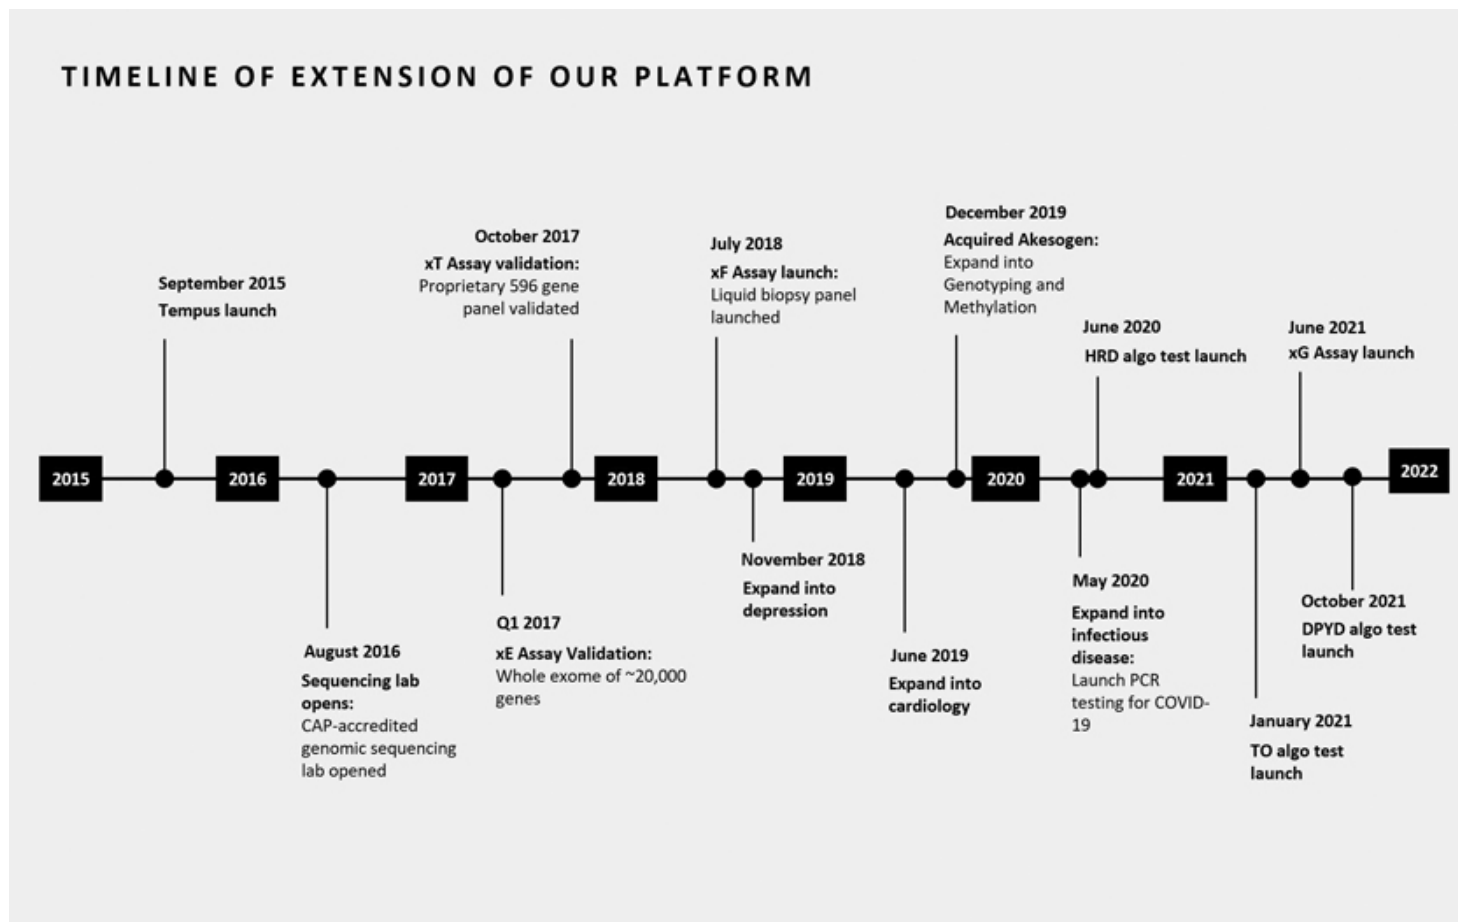 TIMELINE OF EXTENSION OF OUR PLATFORM
September 2015
Tempus launch
October 2017
xT Assay validation:
Proprietary 596 gene
panel validated
July 2018
xF Assay launch:
Liquid biopsy panel
launched
December 2019
Acquired Akesogen:
Expand into
Genotyping and
Methylation
June 2020
HRD algo test launch
June 2021
xG Assay launch
2015
2016
2017
2018
2019
2020
2021
2022
August 2016
Sequencing lab
opens:
CAP-accredited
genomic sequencing
lab opened
Q1 2017
xE Assay Validation:
Whole exome of ~20,000
genes
November 2018
Expand into
depression
June 2019
Expand into
cardiology
May 2020
Expand into
infectious
disease:
Launch PCR
testing for COVID-
19
January 2021
TO algo test
launch
October 2021
DPYD algo test
launch